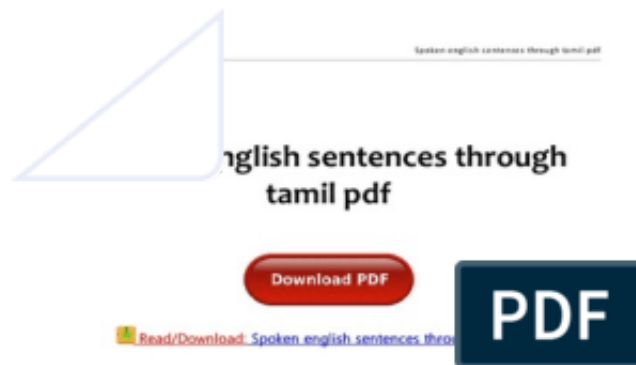 Spoken english sentences through tamil pdf
nglish sentences through
tamil pdf
Download PDF
Read/Download: Spoken english sentences thro
PDF